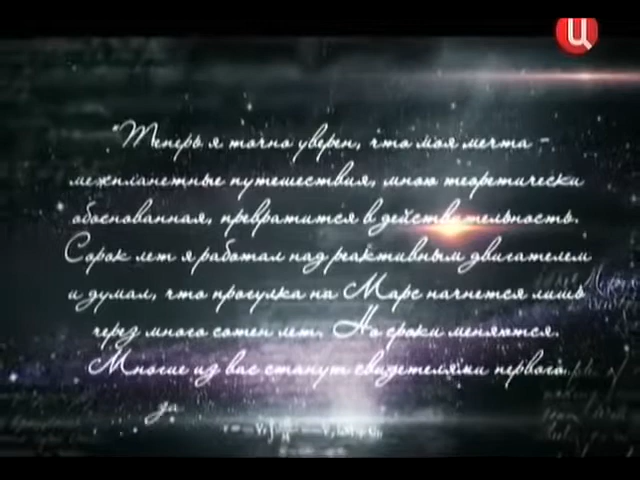 Ц
"Теперь я точно уверен, что моя мечта -
межпланетные путешествия, мною теоретически
обоснованная, превратится в действительность.
Сорок лет я работал над реактивным двигателем
и думал, что прогулка на Марс начнется лишь
через много сотен лет. Но сроки меняются.
Многие из вас станут свидетелями первого
за